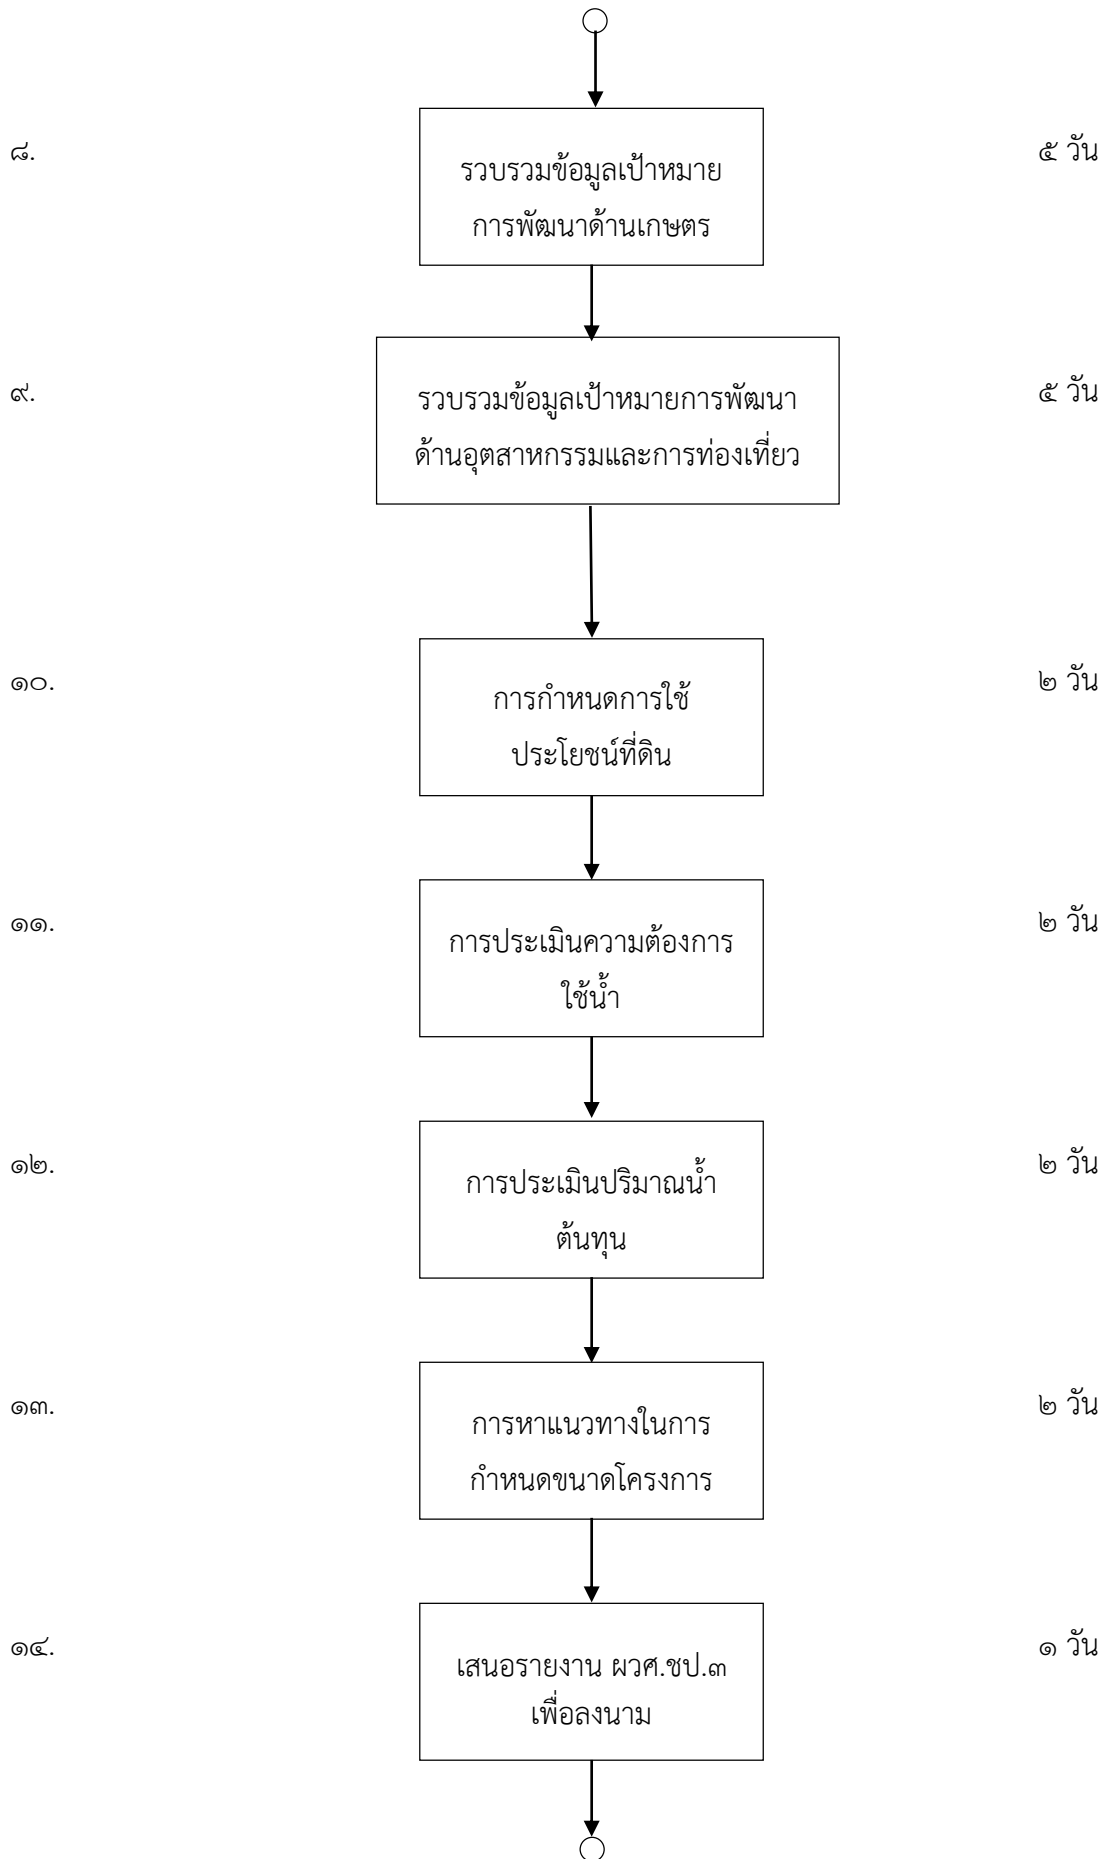 ๘.
รวบรวมข้อมูลเป้าหมาย
การพัฒนาด้านเกษตร
๕ วัน
๙.
รวบรวมข้อมูลเป้าหมายการพัฒนา
ด้านอุตสาหกรรมและการท่องเที่ยว
๕ วัน
๑๐.
การกำหนดการใช้
ประโยชน์ที่ดิน
๒ วัน
๑๑.
การประเมินความต้องการ
ใช้น้ำ
๒ วัน
๑๒.
การประเมินปริมาณน้ำ
ต้นทุน
๒ วัน
๑๓.
การหาแนวทางในการ
กำหนดขนาดโครงการ
๒ วัน
๑๔.
เสนอรายงาน ผวศ.ชป.๓
เพื่อลงนาม
๑ วัน